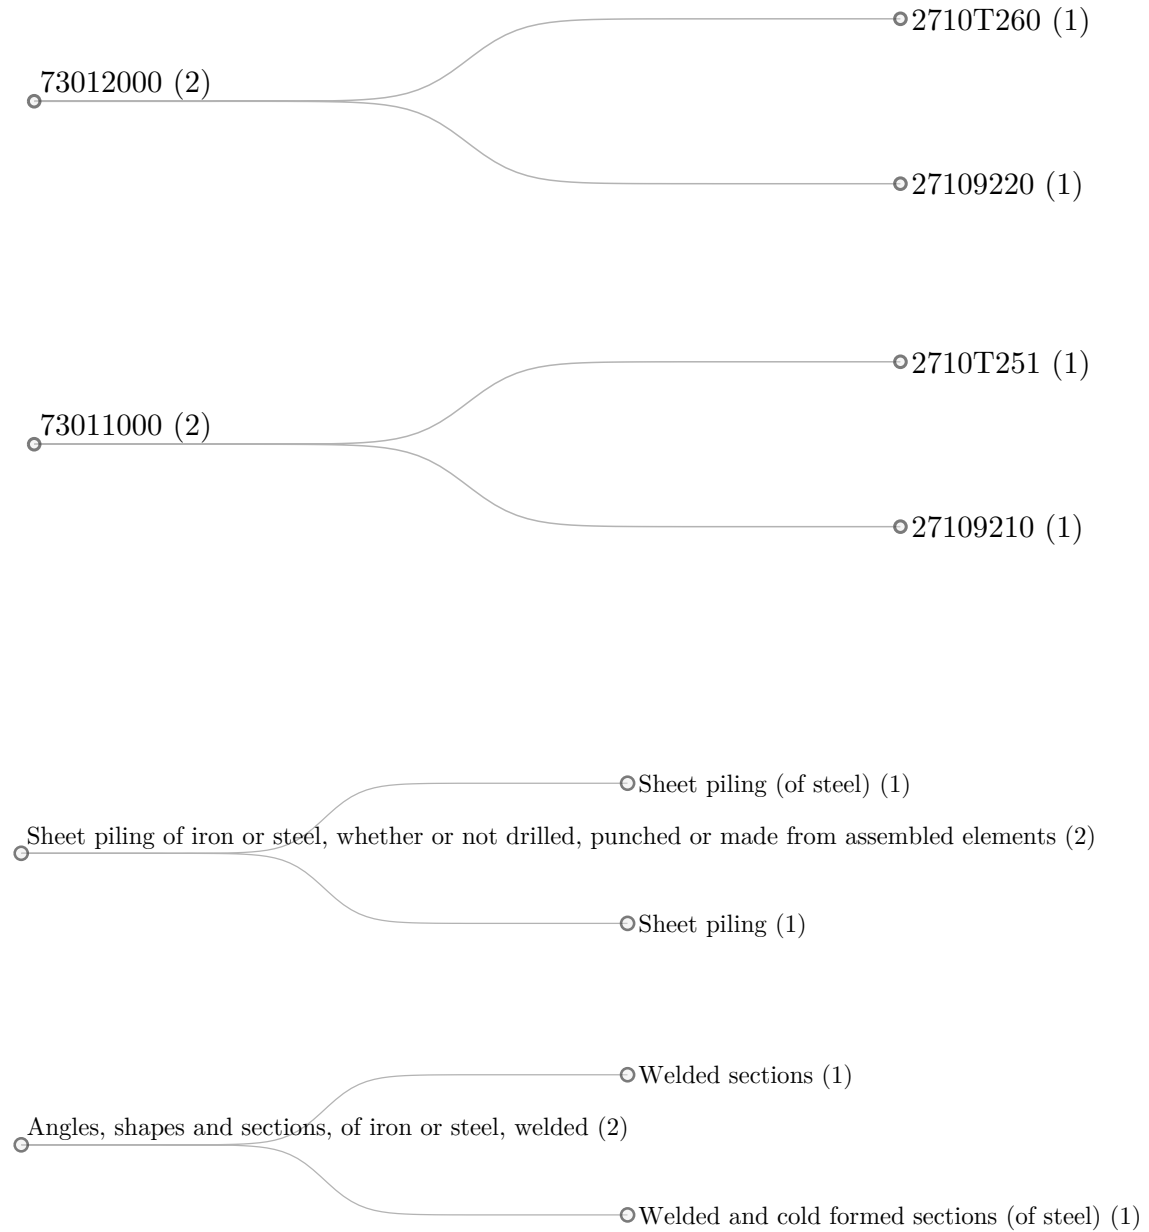 2710T260 (1)
73012000 (2)
27109220 (1)
2710T251 (1)
73011000 (2)
27109210 (1)
Sheet piling (of steel) (1)
Sheet piling of iron or steel, whether or not drilled, punched or made from assembled elements (2)
Sheet piling (1)
Welded sections (1)
Angles, shapes and sections, of iron or steel, welded (2)
Welded and cold formed sections (of steel) (1)